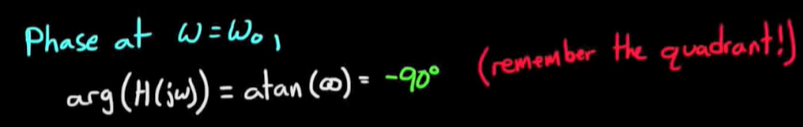 Phase at ω=ω₀,
arg(H(jω)) = atan(∞) = -90° (remember the quadrant!)